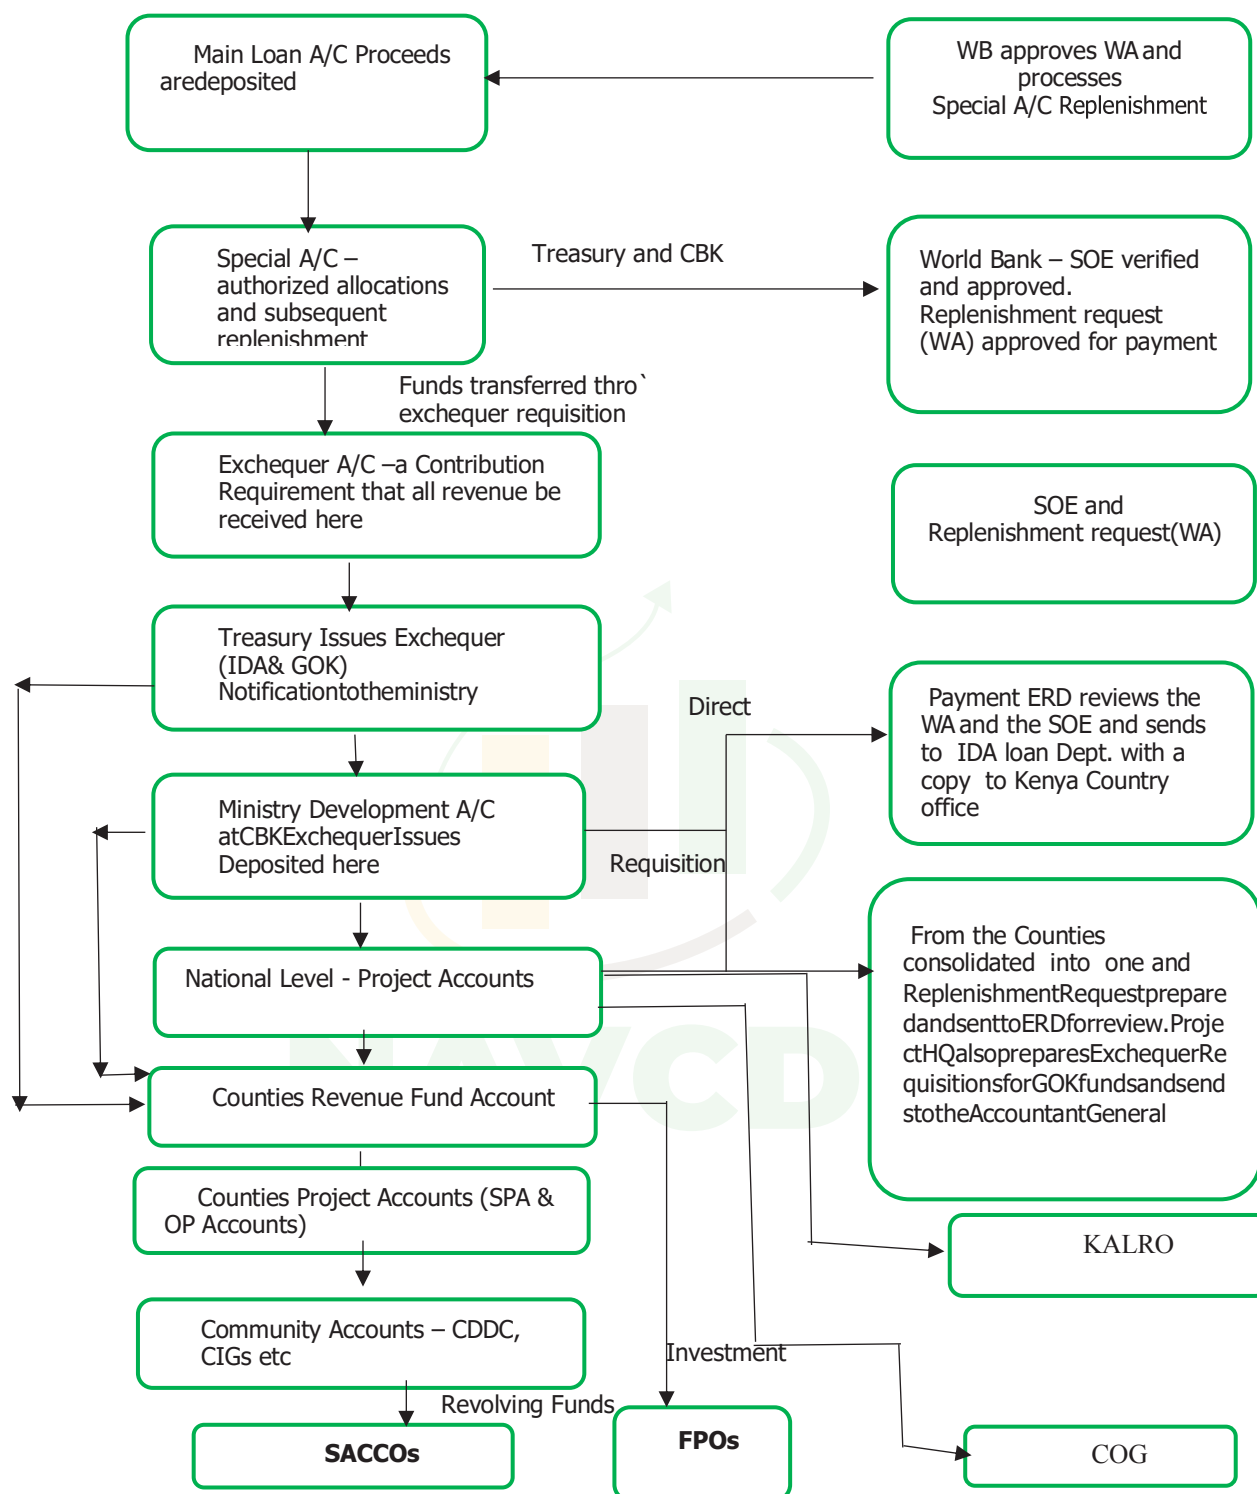 Main Loan A/C Proceeds
aredeposited
WB approves WA and
processes
Special A/C Replenishment
Special A/C –
authorized allocations
and subsequent
replenishment
Treasury and CBK
World Bank – SOE verified
and approved.
Replenishment request
(WA) approved for payment
Funds transferred thro`
exchequer requisition
Exchequer A/C –a Contribution
Requirement that all revenue be
received here
SOE and
Replenishment request(WA)
Treasury Issues Exchequer
(IDA& GOK)
Notificationtotheministry
Direct
Payment ERD reviews the
WA and the SOE and sends
to IDA loan Dept. with a
copy to Kenya Country
office
Ministry Development A/C
atCBKExchequerIssues
Deposited here
Requisition
From the Counties
consolidated into one and
ReplenishmentRequestprepare
dandsenttoERDforreview.Proje
ctHQalsopreparesExchequerRe
quisitionsforGOKfundsandsend
stotheAccountantGeneral
National Level - Project Accounts
NAVCD
Counties Revenue Fund Account
Counties Project Accounts (SPA &
OP Accounts)
KALRO
Community Accounts – CDDC,
CIGs etc
Investment
Revolving Funds
SACCOs
FPOs
COG